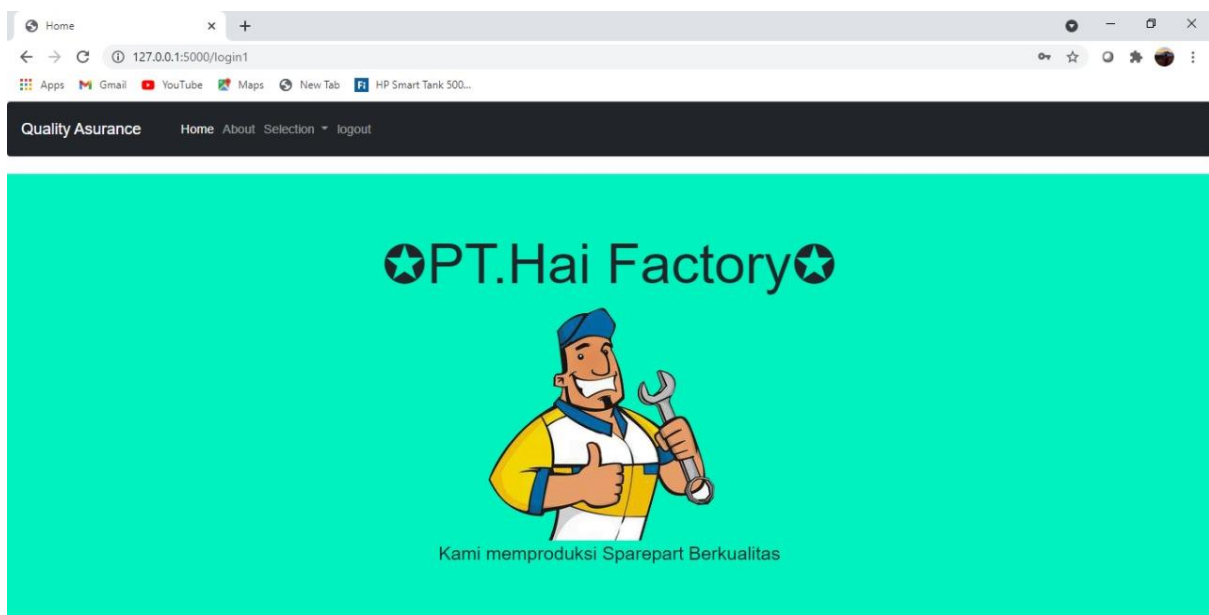 Home
127.0.0.1:5000/login1
Apps Gmail YouTube Maps New Tab Fi HP Smart Tank 500...
Quality Asurance Home About Selection logout
✪PT.Hai Factory✪
Kami memproduksi Sparepart Berkualitas